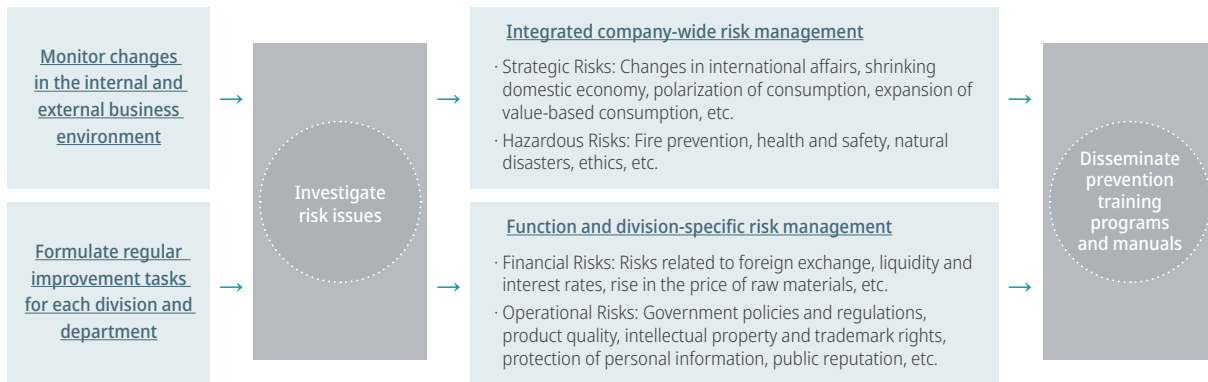 Monitor changes
in the internal and
external business
environment
Formulate regular
improvement tasks
for each division and
department
Investigate
risk issues
Integrated company-wide risk management
· Strategic Risks: Changes in international affairs, shrinking
domestic economy, polarization of consumption, expansion of
value-based consumption, etc.
· Hazardous Risks: Fire prevention, health and safety, natural
disasters, ethics, etc.
Function and division-specific risk management
· Financial Risks: Risks related to foreign exchange, liquidity and
interest rates, rise in the price of raw materials, etc.
· Operational Risks: Government policies and regulations,
product quality, intellectual property and trademark rights,
protection of personal information, public reputation, etc.
Disseminate
prevention
training
programs
and manuals